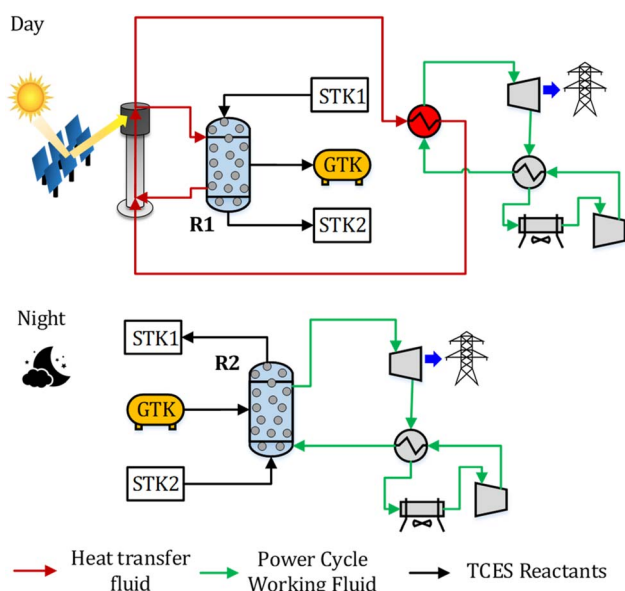 Day
STK1
GTK
STK2
R1
Night
STK1
R2
GTK
STK2
Heat transfer
fluid
Power Cycle
Working Fluid
TCES Reactants